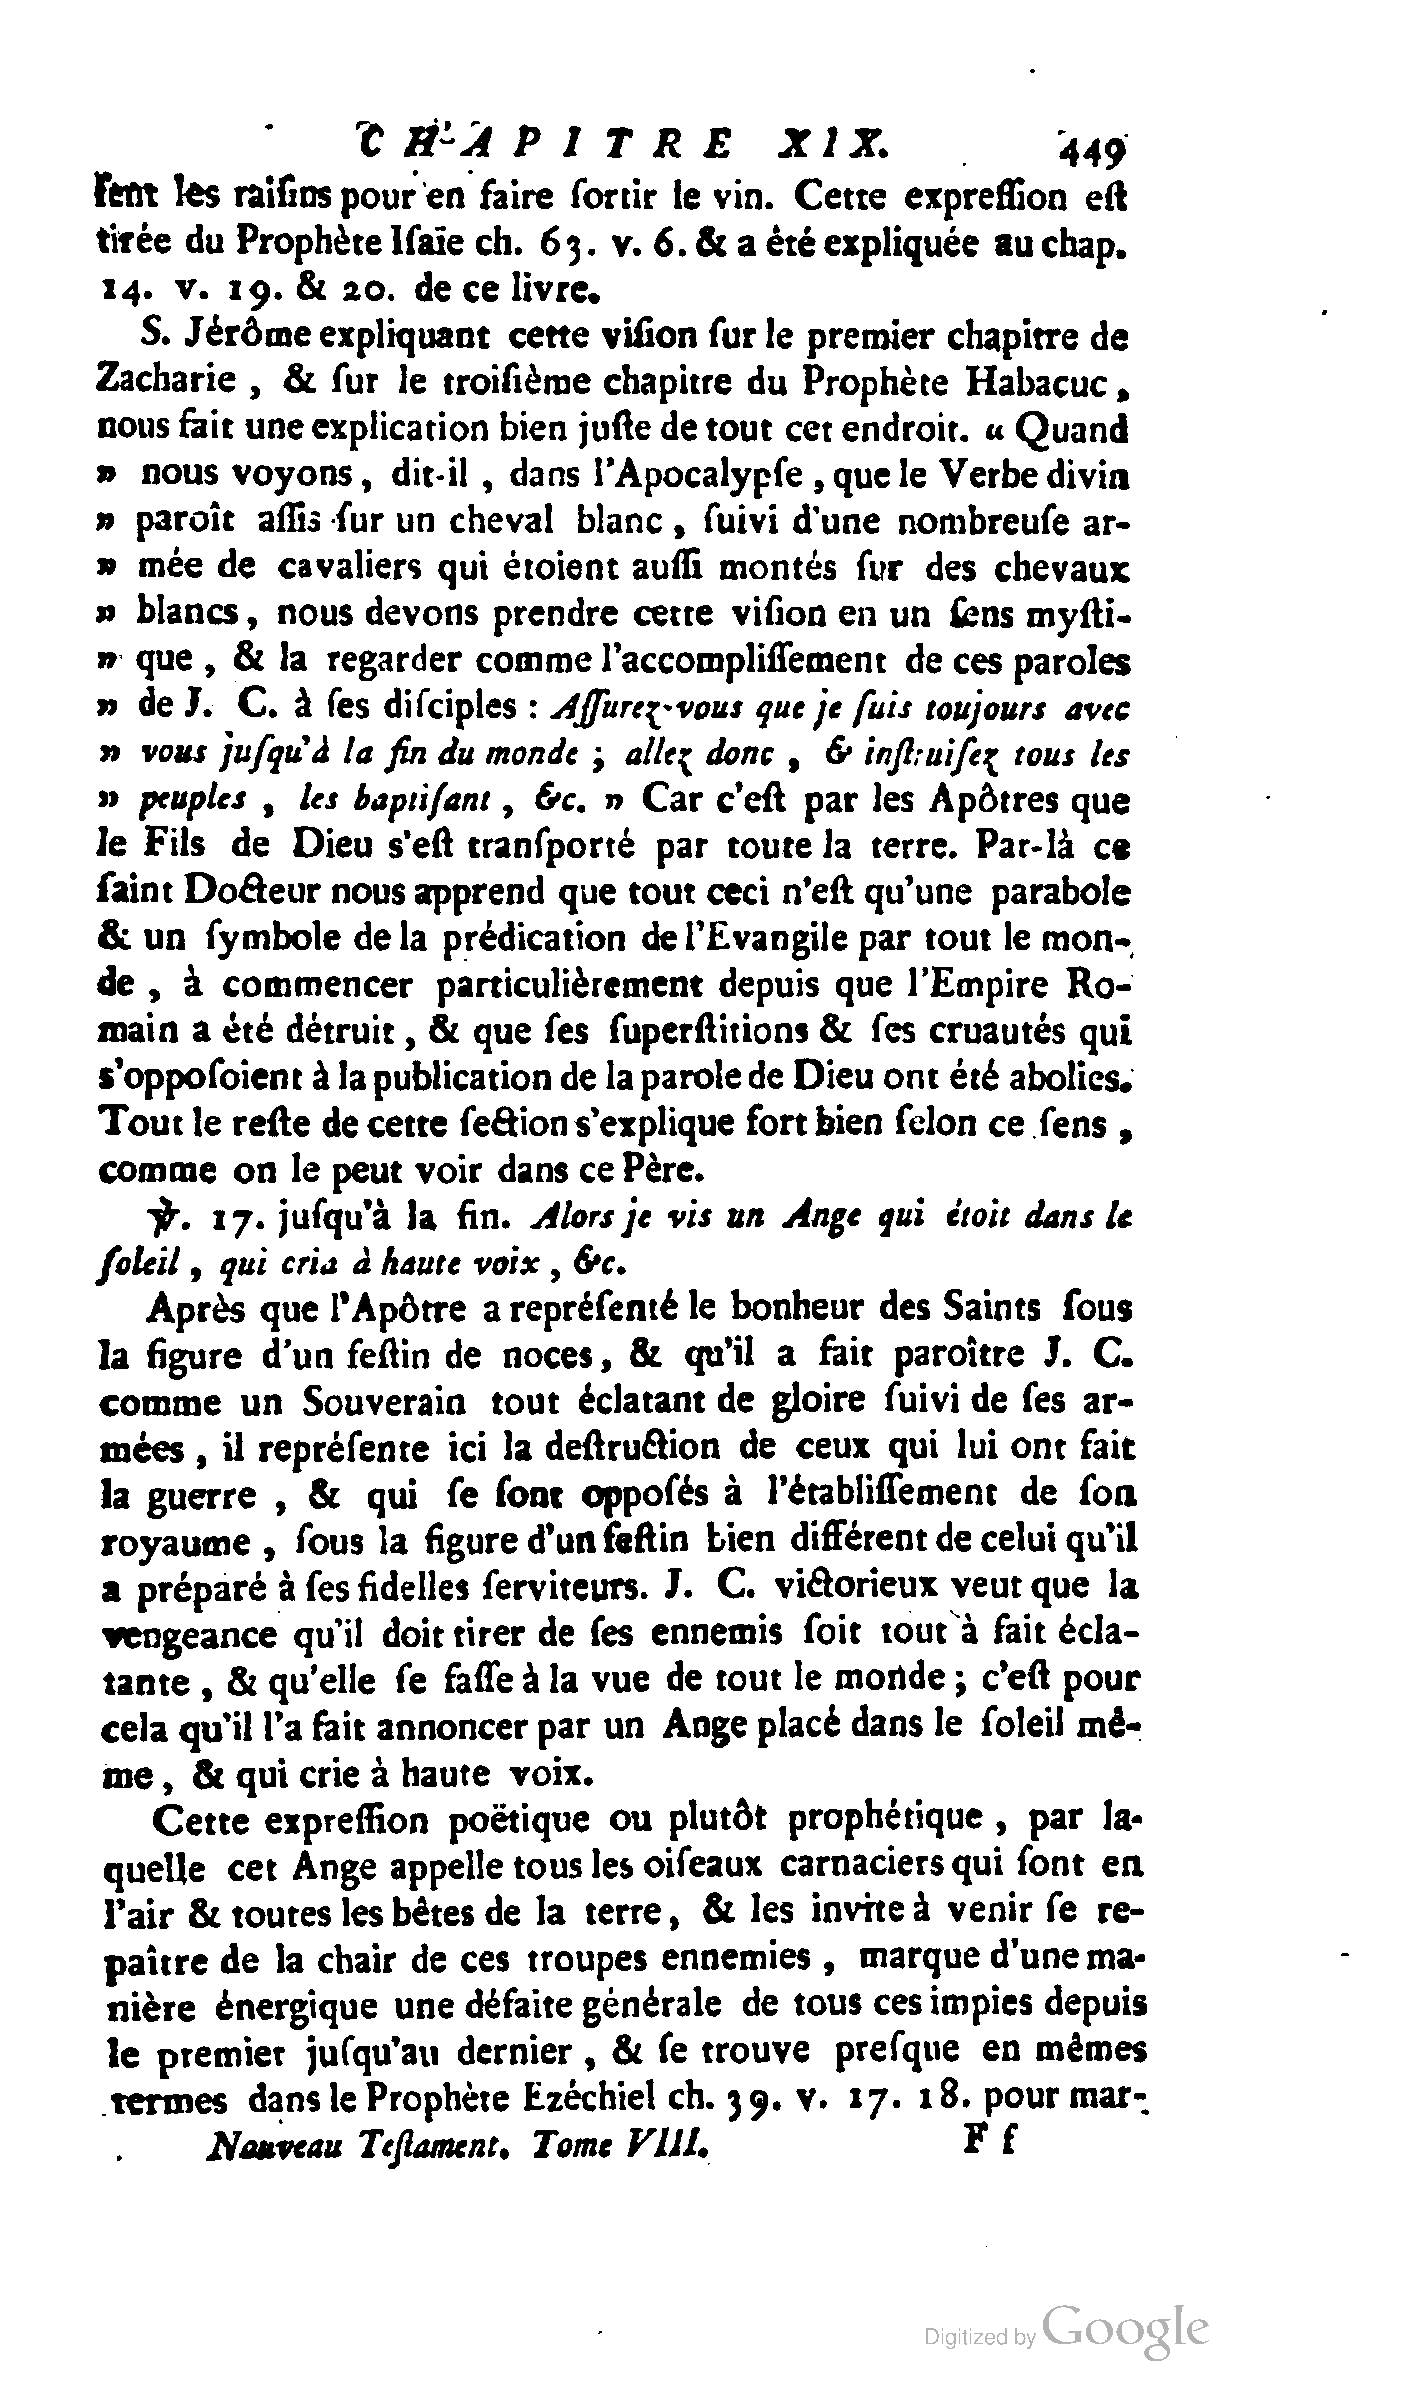 CHAPITRE XIX. 449
sent les raiſins pour en faire ſortir le vin. Cette expreſſion eſt
tirée du Prophète Iſaïe ch. 63. v. 6. & a été expliquée au chap.
14. v. 19. & 20. de ce livre.
S. Jérôme expliquant cette viſion ſur le premier chapitre de
Zacharie , & ſur le troiſième chapitre du Prophète Habacuc ,
nous fait une explication bien juſte de tout cet endroit. « Quand
» nous voyons, dit-il , dans l'Apocalypſe , que le Verbe divin
» paroît aſſis ſur un cheval blanc , ſuivi d'une nombreuſe ar-
» mée de cavaliers qui étoient auſſi montés ſur des chevaux
» blancs, nous devons prendre cette viſion en un ſens myſti-
» que , & la regarder comme l'accompliſſement de ces paroles
» de J. C. à ſes diſciples : Aſſurez-vous que je ſuis toujours avec
» vous juſqu'à la fin du monde ; allez donc , & inſtruiſez tous les
» peuples , les baptiſant , &c. » Car c'eſt par les Apôtres que
le Fils de Dieu s'eſt tranſporté par toute la terre. Par-là ce
ſaint Docteur nous apprend que tout ceci n'eſt qu'une parabole
& un ſymbole de la prédication de l'Evangile par tout le mon-
de , à commencer particulièrement depuis que l'Empire Ro-
main a été détruit , & que ſes ſuperſtitions & ſes cruautés qui
s'oppoſoient à la publication de la parole de Dieu ont été abolies.
Tout le reſte de cette ſection s'explique fort bien ſelon ce ſens ,
comme on le peut voir dans ce Père.
℣. 17. juſqu'à la fin. Alors je vis un Ange qui étoit dans le
ſoleil , qui cria à haute voix , &c.
Après que l'Apôtre a repréſenté le bonheur des Saints ſous
la figure d'un feſtin de noces, & qu'il a fait paroître J. C.
comme un Souverain tout éclatant de gloire ſuivi de ſes ar-
mées , il repréſente ici la deſtruction de ceux qui lui ont fait
la guerre , & qui ſe ſont oppoſés à l'établiſſement de ſon
royaume , ſous la figure d'un feſtin bien différent de celui qu'il
a préparé à ſes fidelles ſerviteurs. J. C. victorieux veut que la
vengeance qu'il doit tirer de ſes ennemis ſoit tout à fait écla-
tante , & qu'elle ſe faſſe à la vue de tout le monde ; c'eſt pour
cela qu'il l'a fait annoncer par un Ange placé dans le ſoleil mê-
me , & qui crie à haute voix.
Cette expreſſion poëtique ou plutôt prophétique , par la-
quelle cet Ange appelle tous les oiſeaux carnaciers qui ſont en
l'air & toutes les bêtes de la terre, & les invite à venir ſe re-
paître de la chair de ces troupes ennemies , marque d'une ma-
nière énergique une défaite générale de tous ces impies depuis
le premier juſqu'au dernier , & ſe trouve preſque en mêmes
termes dans le Prophète Ezéchiel ch. 39. v. 17. 18. pour mar-
Nouveau Teſtament. Tome VIII. F f
Digitized by Google